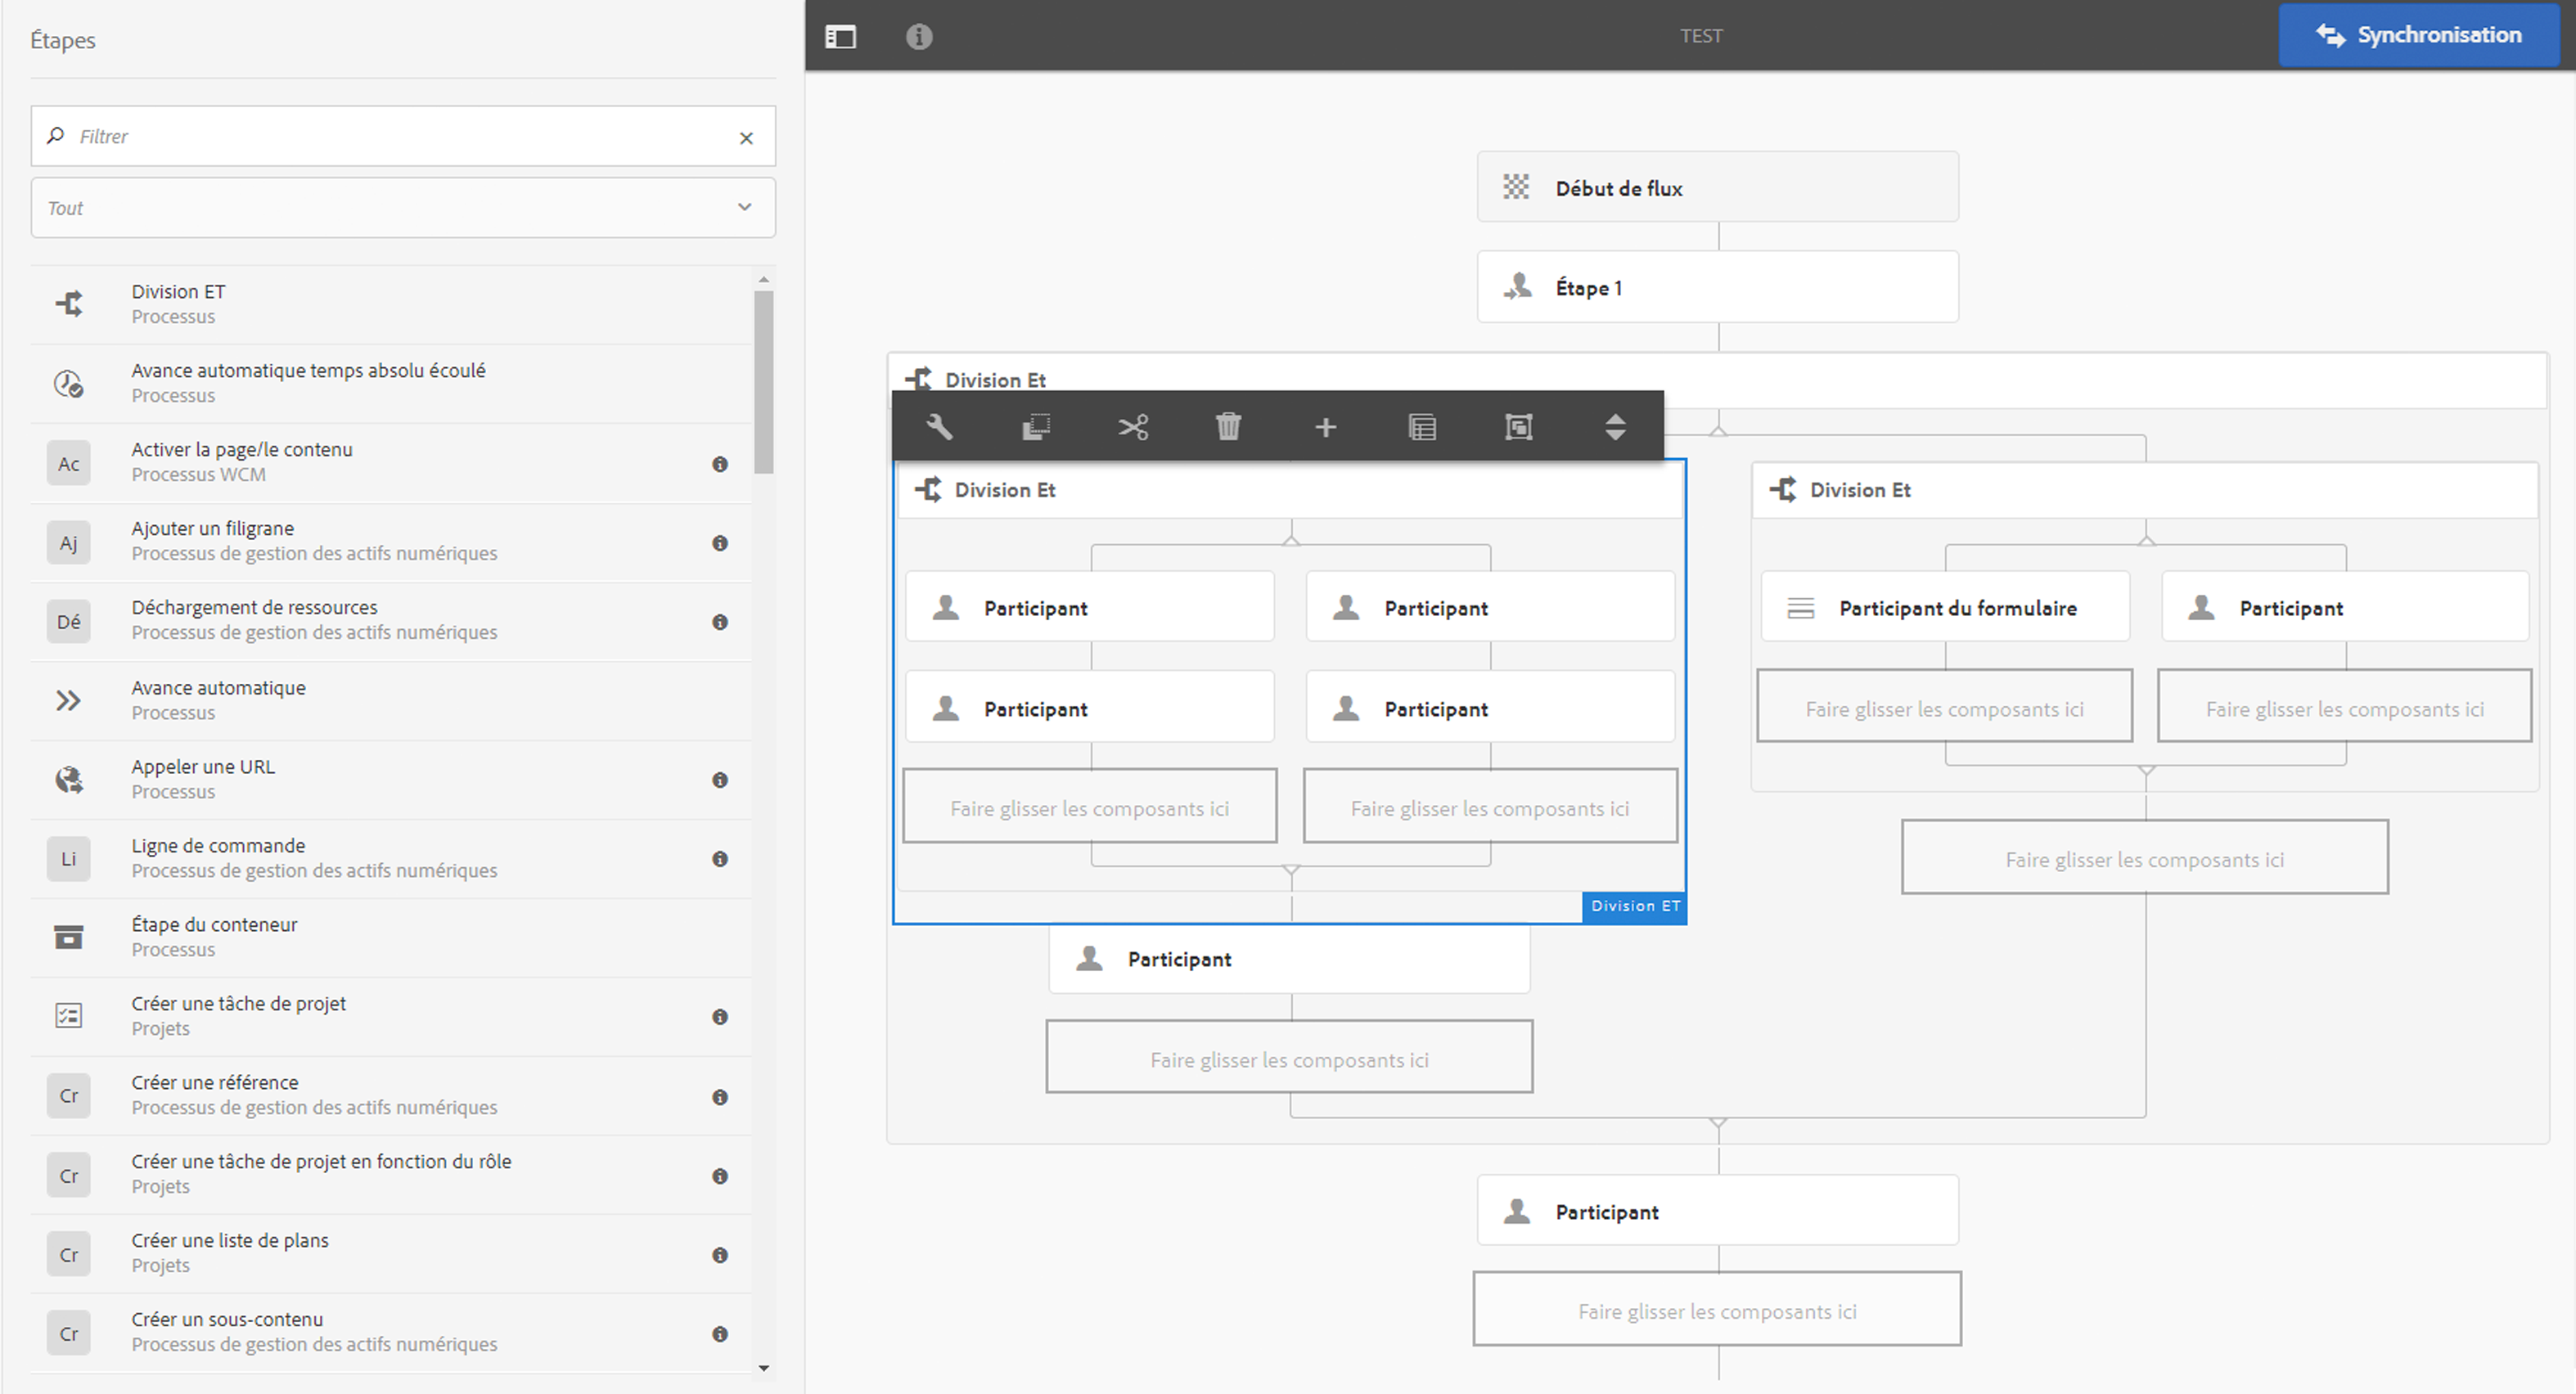 Étapes
Filtrer
Tout
Division ET
Processus
Avance automatique temps absolu écoulé
Processus
Ac
Activer la page/le contenu
Processus WCM
Aj
Ajouter un filigrane
Processus de gestion des actifs numériques
Dé
Déchargement de ressources
Processus de gestion des actifs numériques
Avance automatique
Processus
Appeler une URL
Processus
Li
Ligne de commande
Processus de gestion des actifs numériques
Étape du conteneur
Processus
Créer une tâche de projet
Projets
Cr
Créer une référence
Processus de gestion des actifs numériques
Cr
Créer une tâche de projet en fonction du rôle
Projets
Cr
Créer une liste de plans
Projets
Cr
Créer un sous-contenu
Processus de gestion des actifs numériques
TEST
Synchronisation
Début de flux
Étape 1
Division Et
Division Et
Division Et
Participant
Participant
Participant du formulaire
Participant
Participant
Participant
Faire glisser les composants ici
Faire glisser les composants ici
Faire glisser les composants ici
Faire glisser les composants ici
Faire glisser les composants ici
Division ET
Participant
Faire glisser les composants ici
Participant
Faire glisser les composants ici